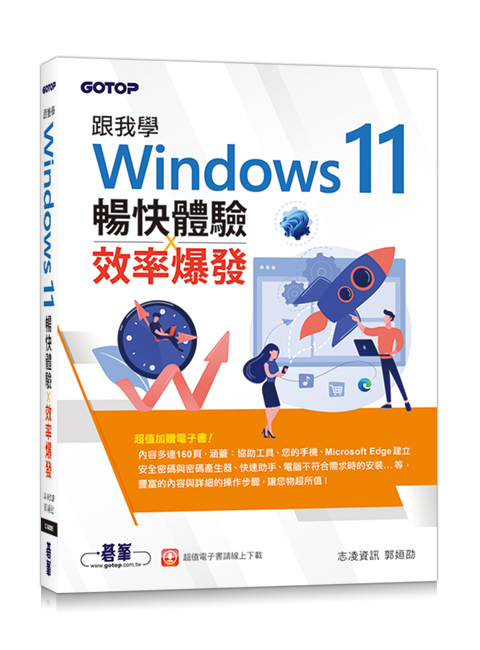 GOTOP
跟我學
Windows 11
暢快體驗
×
效率爆發
超值加贈電子書！
內容多達160頁，涵蓋：協助工具、您的手機、Microsoft Edge 建立
安全密碼與密碼產生器、快速助手、電腦不符合需求時的安裝…等，
豐富的內容與詳細的操作步驟，讓您物超所值！
碁峯
www.gotop.com.tw
超值電子書請線上下載
志凌資訊 郭姮劭
GOTOP
跟我學
Windows 11
暢快體驗×效率爆發
碁峯